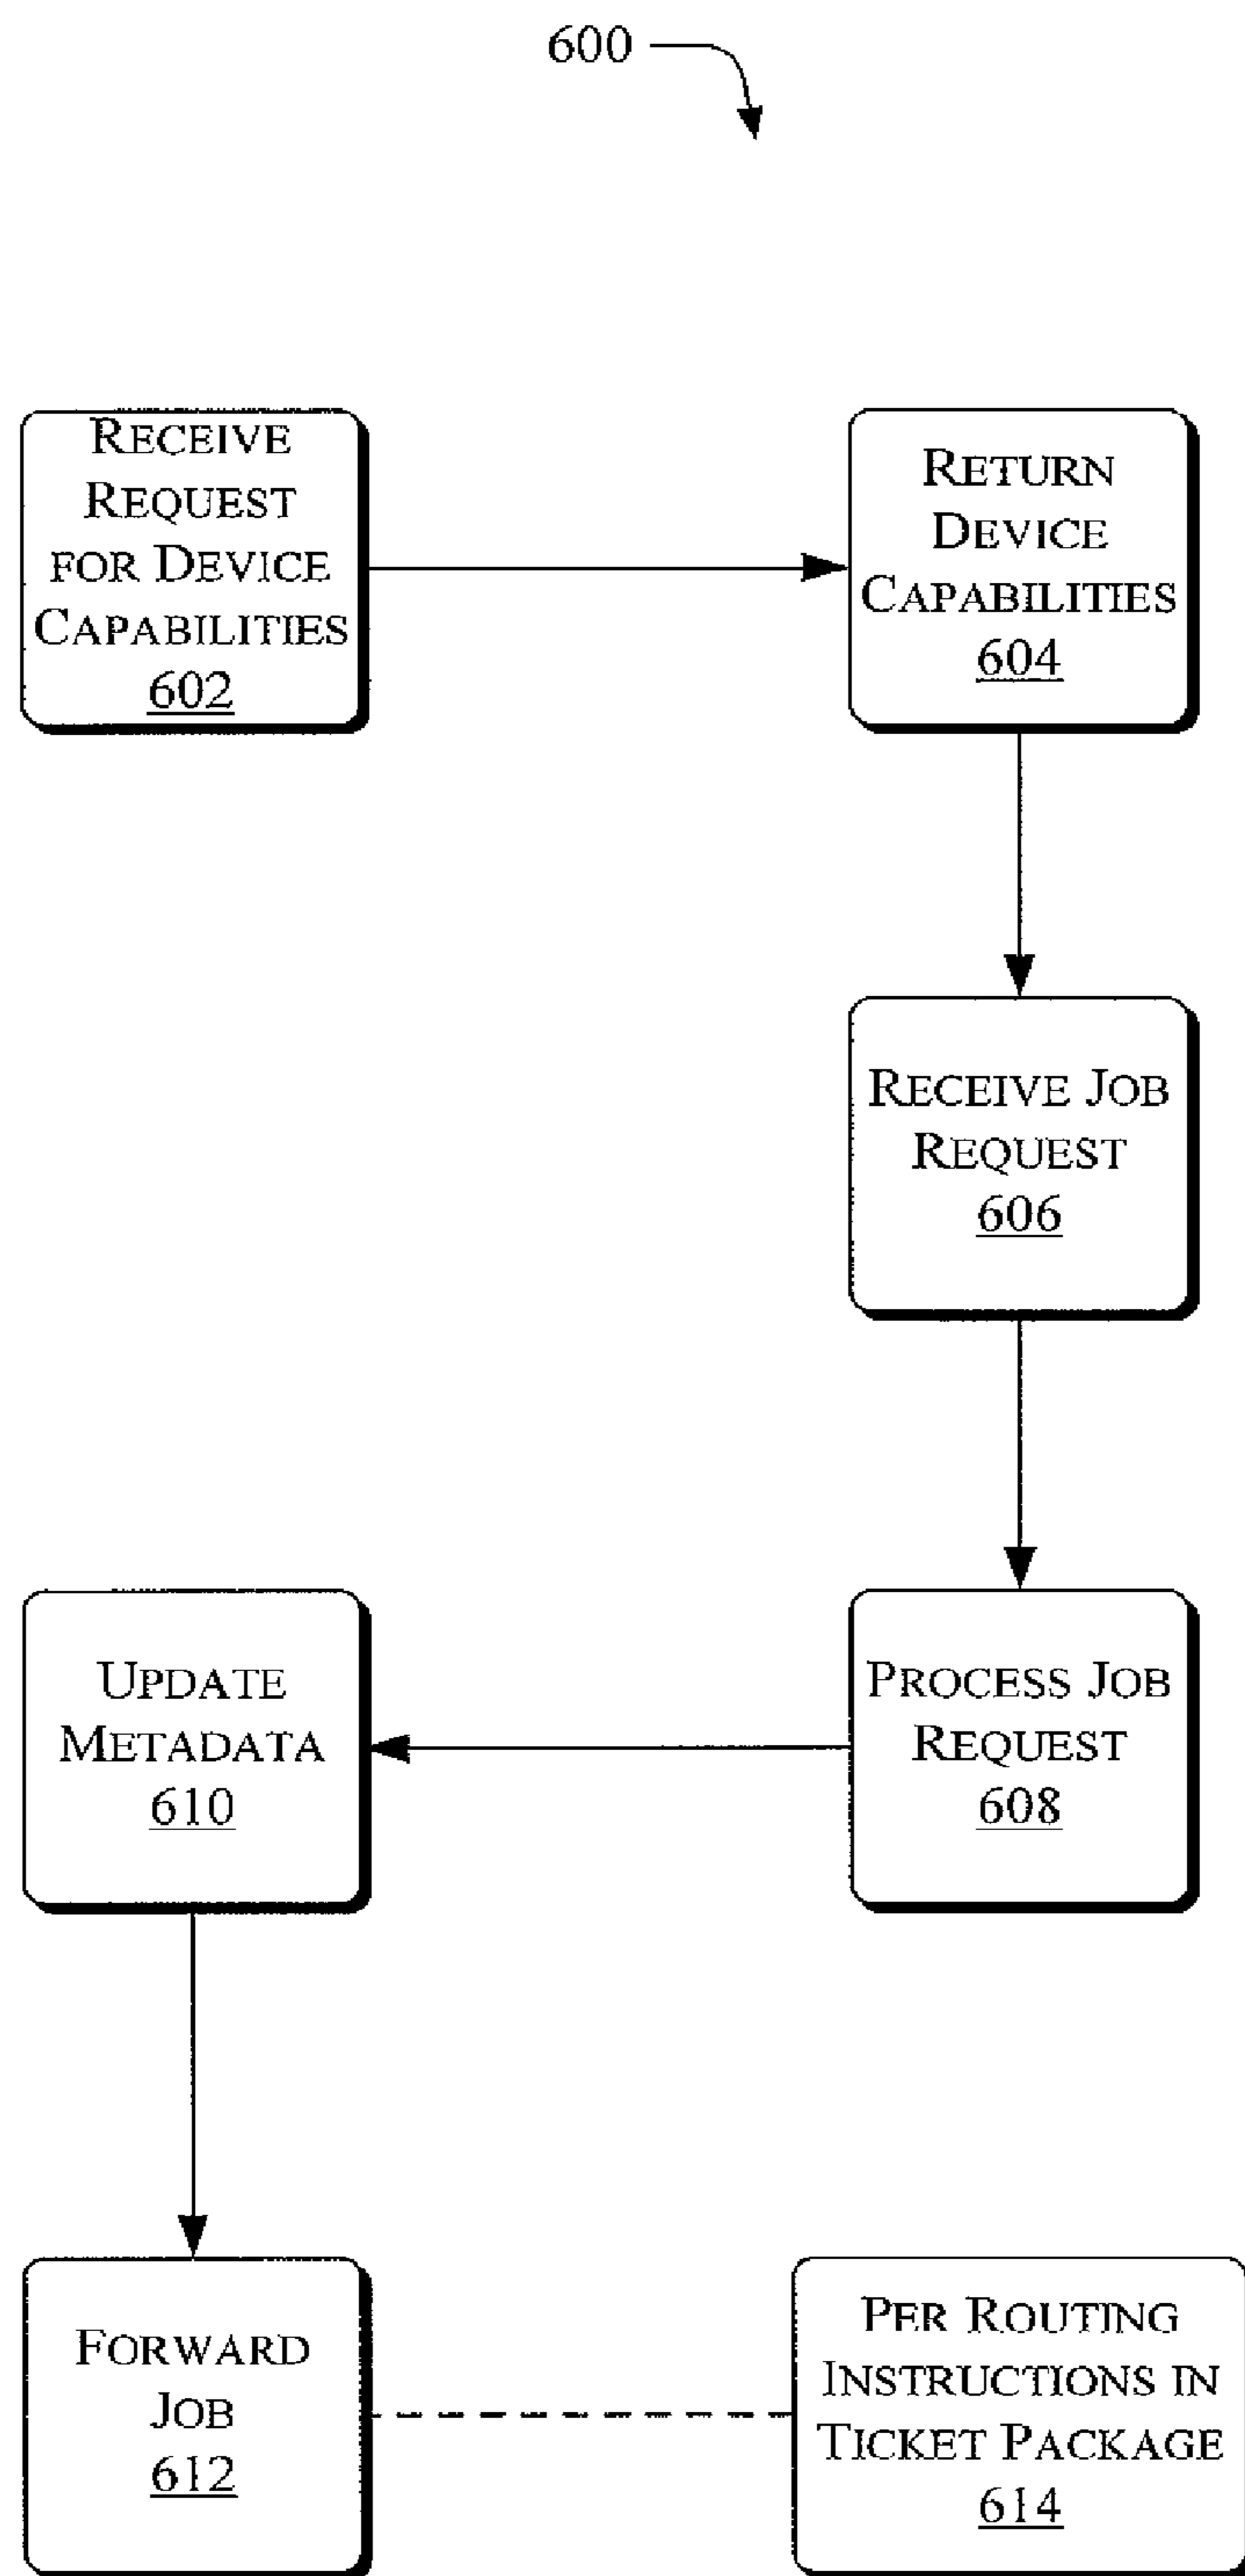 600
RECEIVE
REQUEST
FOR DEVICE
CAPABILITIES
602
RETURN
DEVICE
CAPABILITIES
604
RECEIVE JOB
REQUEST
606
PROCESS JOB
REQUEST
608
UPDATE
METADATA
610
FORWARD
JOB
612
PER ROUTING
INSTRUCTIONS IN
TICKET PACKAGE
614